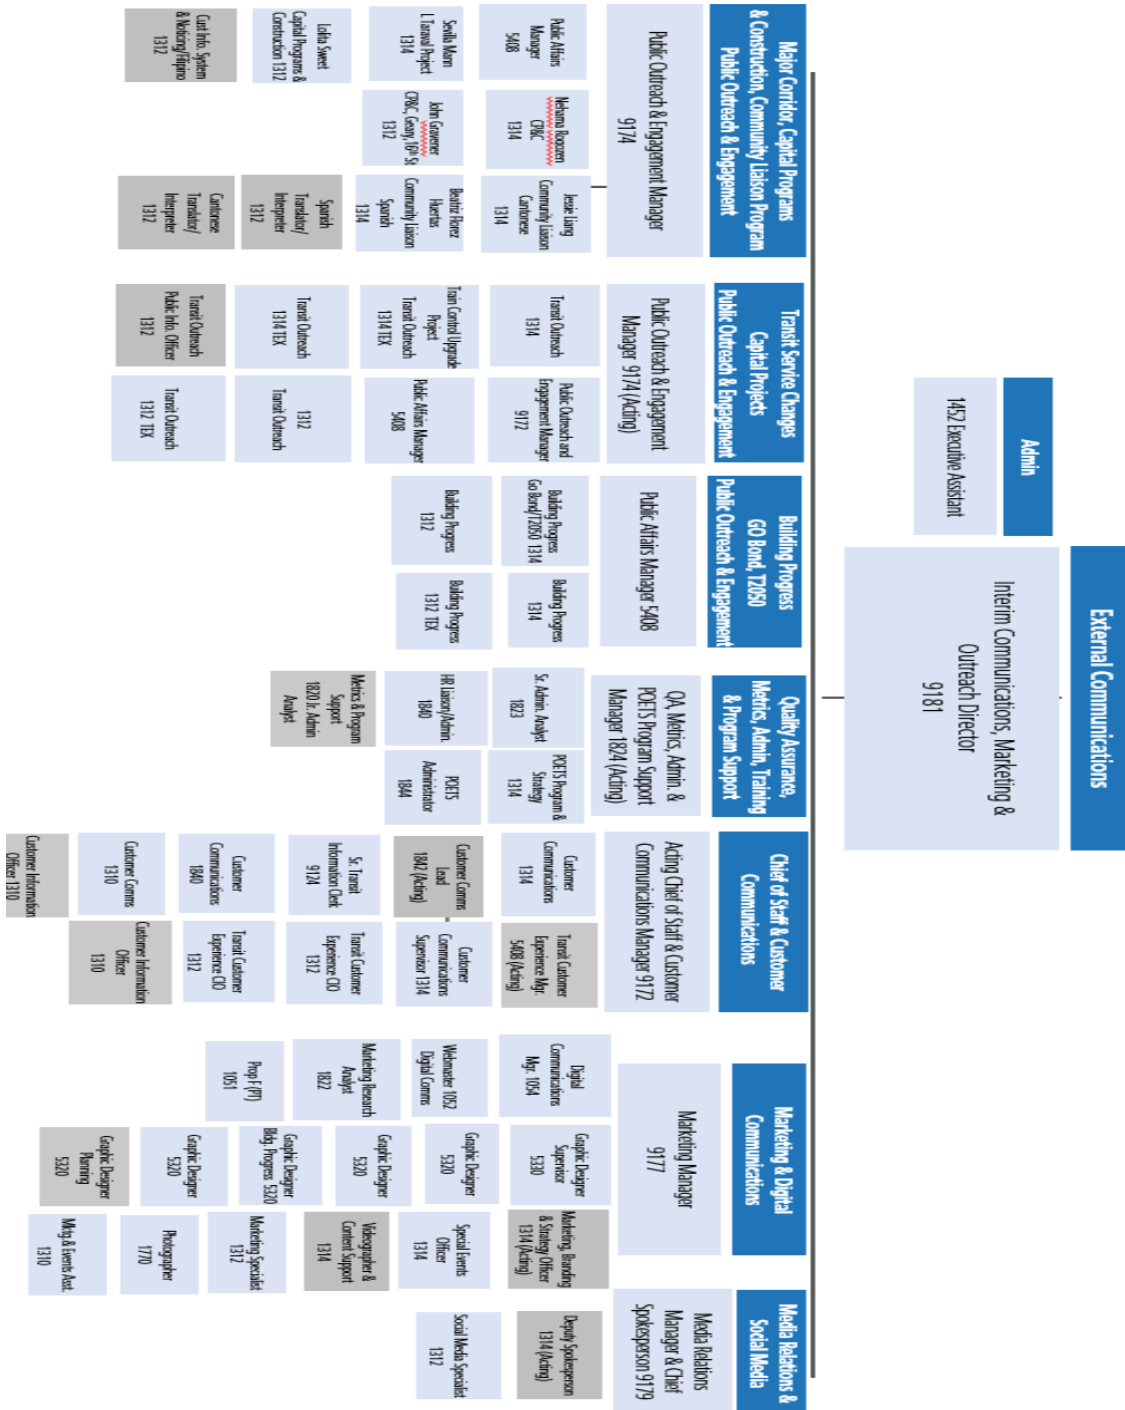 External Communications
Interim Communications, Marketing &
Outreach Director
9181
Admin
1452 Executive Assistant
Major Corridor, Capital Programs
& Construction, Community Liaison Program
Public Outreach & Engagement
Public Outreach & Engagement Manager
9174
Public Affairs
Manager
5408
Nehama Rogozen
CP&C
1314
Jessie Liang
Community Liaison
Cantonese
1314
Sevilla Mann
L Taraval Project
1314
John Gravener
CP&C, Geary, 16th St
1312
Beatriz Florez
Huertas
Community Liaison
Spanish
1314
Lolita Sweet
Capital Programs &
Construction 1312
Spanish
Translator/
Interpreter
1312
Cust Info. System
& Noticing/Filipino
1312
Cantonese
Translator/
Interpreter
1312
Transit Service Changes
Capital Projects
Public Outreach & Engagement
Public Outreach & Engagement
Manager 9174 (Acting)
Transit Outreach
1314
Public Outreach and
Engagement Manager
9172
Train Control Upgrade
Project
Transit Outreach
1314 TEX
Public Affairs Manager
5408
Transit Outreach
1314 TEX
1312
Transit Outreach
Transit Outreach
Public Info. Officer
1312
Transit Outreach
1312 TEX
Building Progress
GO Bond, T2050
Public Outreach & Engagement
Public Affairs Manager 5408
Building Progress
Go Bond/T2050 1314
Building Progress
1314
Building Progress
1312
Building Progress
1312 TEX
Quality Assurance,
Metrics, Admin, Training
& Program Support
QA, Metrics, Admin. &
POETS Program Support
Manager 1824 (Acting)
Sr. Admin. Analyst
1823
POETS Program &
Strategy
1314
HR Liaison/Admin.
1840
POETS
Administrator
1844
Metrics & Program
Support
1820 Jr. Admin
Analyst
Chief of Staff & Customer
Communications
Acting Chief of Staff & Customer
Communications Manager 9172
Customer
Communications
1314
Transit Customer
Experience Mgr.
5408 (Acting)
Customer Comms
Lead
1842 (Acting)
Customer
Communications
Supervisor 1314
Sr. Transit
Information Clerk
9124
Transit Customer
Experience CIO
1312
Customer
Communications
1840
Transit Customer
Experience CIO
1312
Customer Comms
1310
Customer Information
Officer
1310
Customer Information
Officer 1310
Marketing & Digital
Communications
Marketing Manager
9177
Digital
Communications
Mgr. 1054
Graphic Designer
Supervisor
5330
Marketing, Branding
& Strategy Officer
1314 (Acting)
Webmaster 1052
Digital Comms
Graphic Designer
5320
Special Events
Officer
1314
Marketing Research
Analyst
1822
Graphic Designer
5320
Videographer &
Content Support
1314
Prop F (PT)
1051
Graphic Designer
Bldg. Progress 5320
Marketing Specialist
1312
Graphic Designer
5320
Photographer
1770
Graphic Designer
Planning
5320
Mktg. & Events Asst.
1310
Media Relations &
Social Media
Media Relations
Manager & Chief
Spokesperson 9179
Deputy Spokesperson
1314 (Acting)
Social Media Specialist
1312